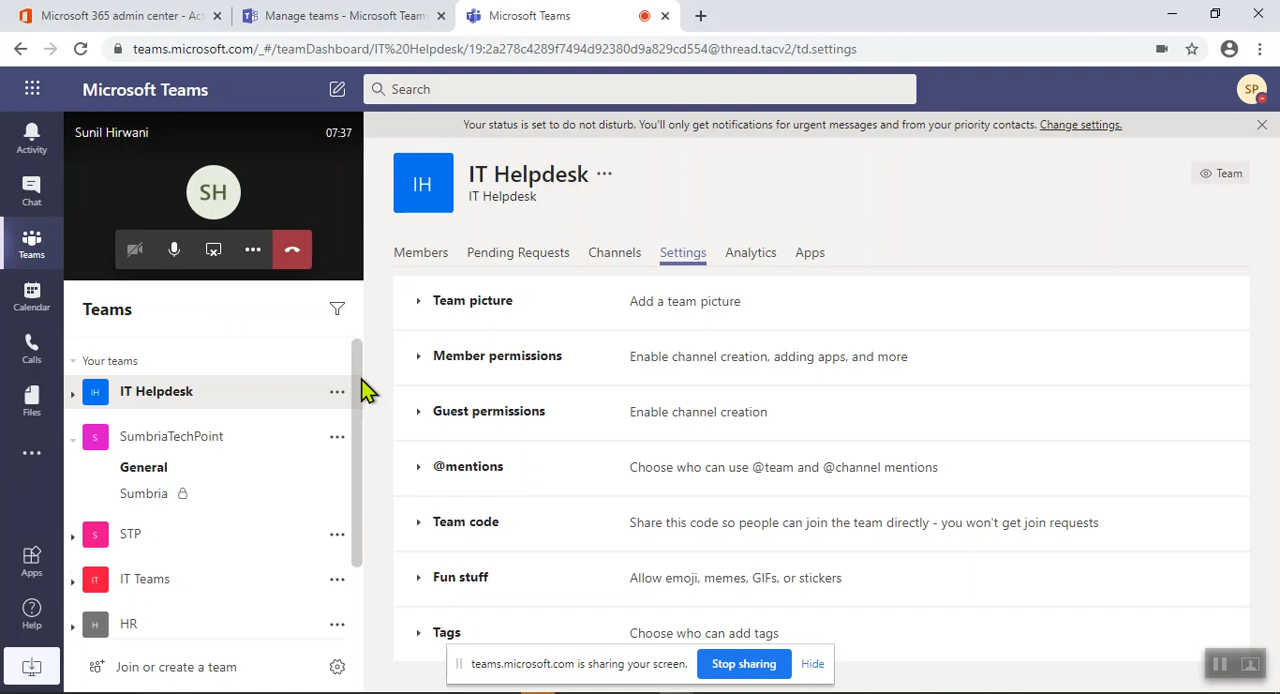 Microsoft 365 admin center - Act
Manage teams - Microsoft Teams
Microsoft Teams
teams.microsoft.com/_#/teamDashboard/IT%20Helpdesk/19:2a278c4289f7494d92380d9a829cd554@thread.tacv2/td.settings
Microsoft Teams
Search
SP
Activity
Chat
Teams
Calendar
Calls
Files
Apps
Help
Sunil Hirwani
07:37
SH
Teams
Your teams
IH
IT Helpdesk
S
SumbriaTechPoint
General
Sumbria
S
STP
IT
IT Teams
H
HR
Join or create a team
Your status is set to do not disturb. You'll only get notifications for urgent messages and from your priority contacts. Change settings.
IH
IT Helpdesk
IT Helpdesk
Team
Members Pending Requests Channels Settings Analytics Apps
Team picture Add a team picture
Member permissions Enable channel creation, adding apps, and more
Guest permissions Enable channel creation
@mentions Choose who can use @team and @channel mentions
Team code Share this code so people can join the team directly - you won't get join requests
Fun stuff Allow emoji, memes, GIFs, or stickers
Tags Choose who can add tags
teams.microsoft.com is sharing your screen. Stop sharing Hide